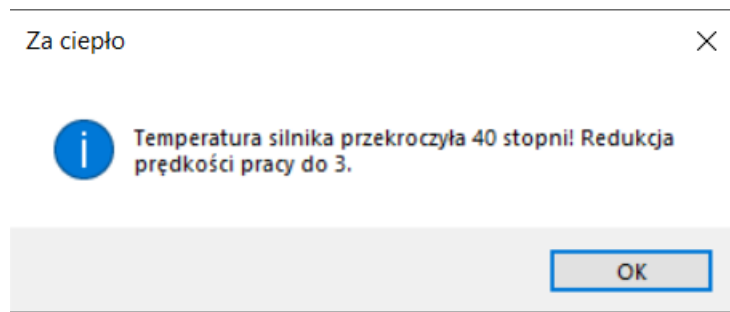 Za ciepło
Temperatura silnika przekroczyła 40 stopni! Redukcja
prędkości pracy do 3.
OK